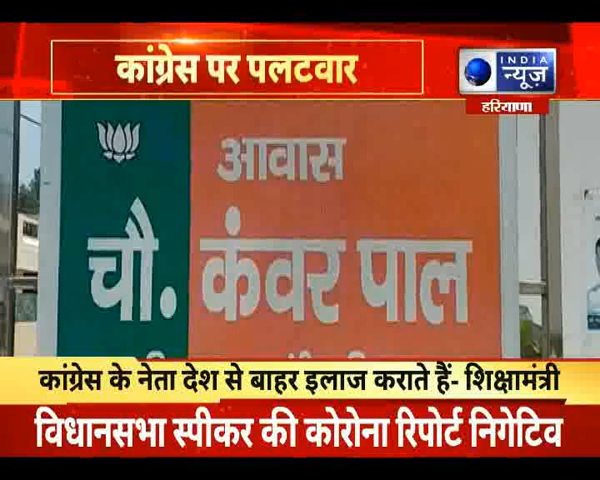 कांग्रेस पर पलटवार
INDIA
न्यूज़
हरियाणा
आवास
चौ. कंवर पाल
कांग्रेस के नेता देश से बाहर इलाज कराते हैं- शिक्षामंत्री
विधानसभा स्पीकर की कोरोना रिपोर्ट निगेटिव